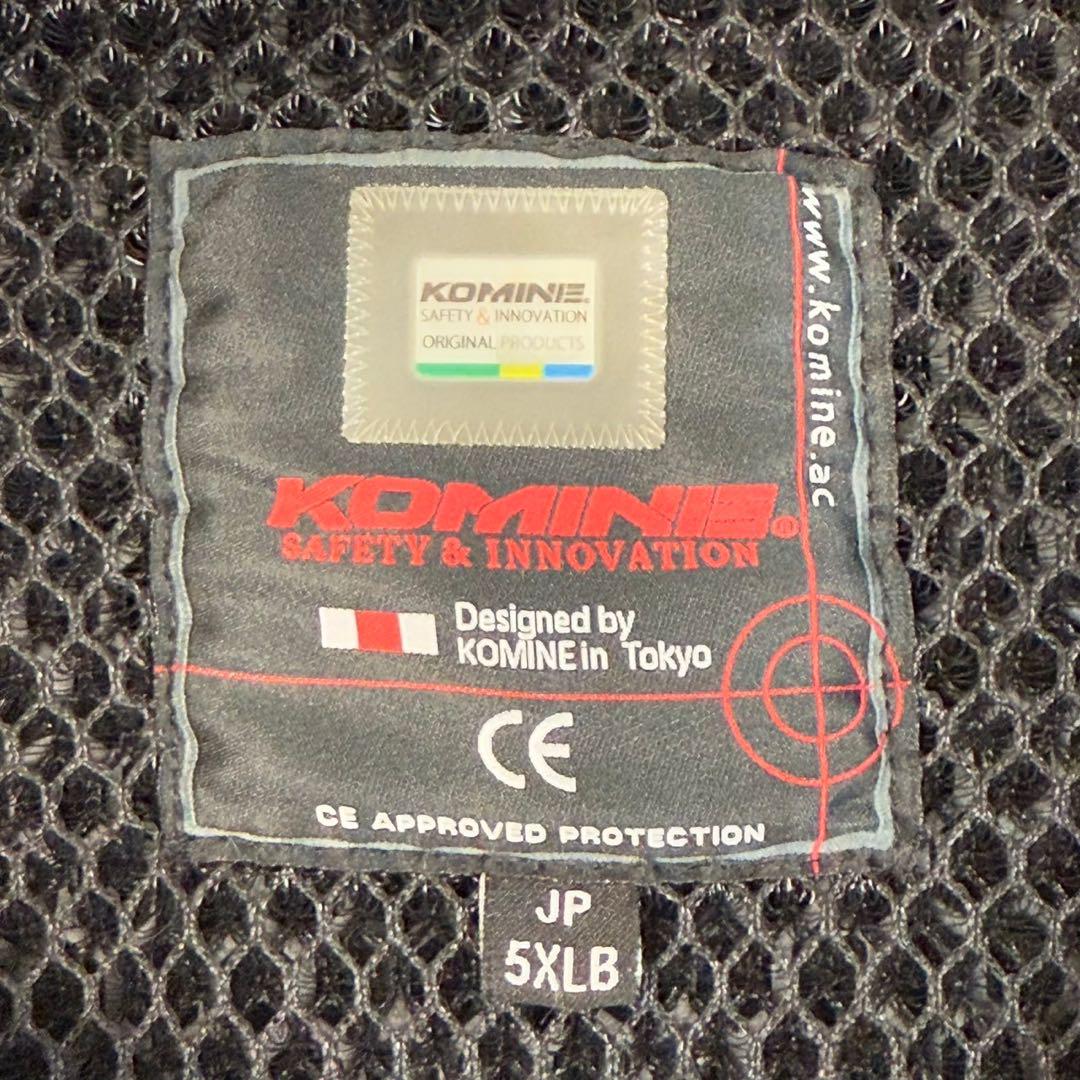 KOMINE®
SAFETY & INNOVATION
ORIGINAL PRODUCTS
www.komine.ac
KOMINE®
SAFETY & INNOVATION
Designed by
KOMINE in Tokyo
CE
CE APPROVED PROTECTION
JP
5XLB